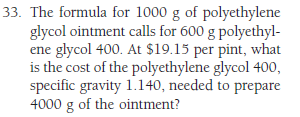 33. The formula for 1000 g of polyethylene
glycol ointment calls for 600 g polyethyl-
ene glycol 400. At $19.15 per pint, what
is the cost of the polyethylene glycol 400,
specific gravity 1.140, needed to prepare
4000 g of the ointment?